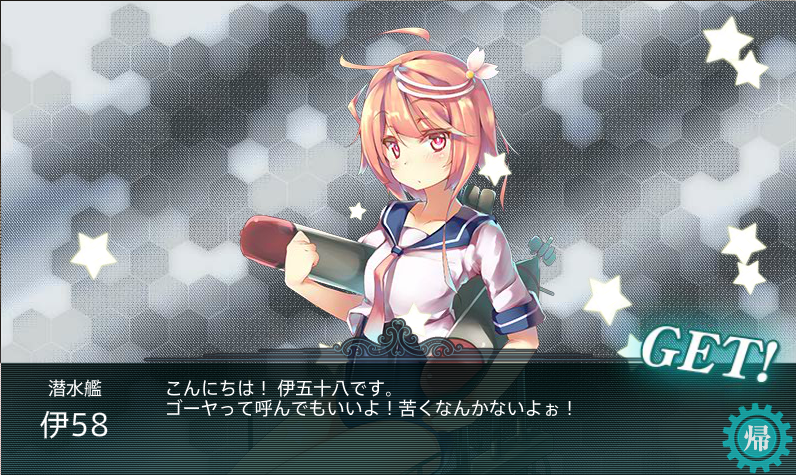 GET!
潜水艦
伊58
こんにちは！ 伊五十八です。
ゴーヤって呼んでもいいよ！苦くなんかないよぉ！
帰